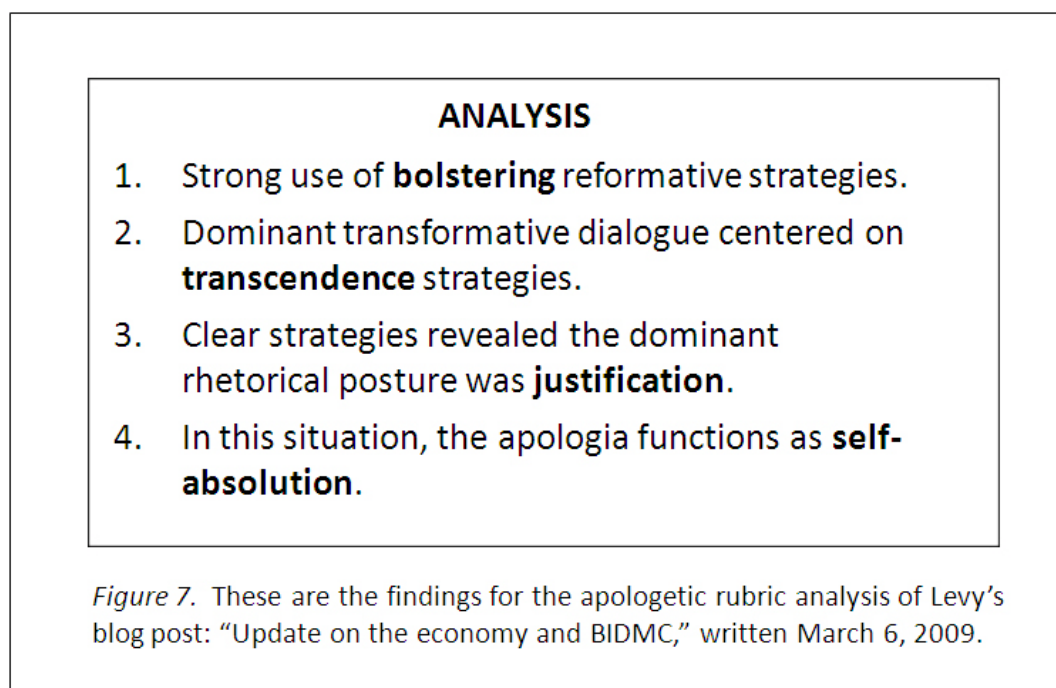 ANALYSIS
1. Strong use of bolstering reformative strategies.
2. Dominant transformative dialogue centered on
transcendence strategies.
3. Clear strategies revealed the dominant
rhetorical posture was justification.
4. In this situation, the apologia functions as self-
absolution.
Figure 7. These are the findings for the apologetic rubric analysis of Levy’s
blog post: “Update on the economy and BIDMC,” written March 6, 2009.